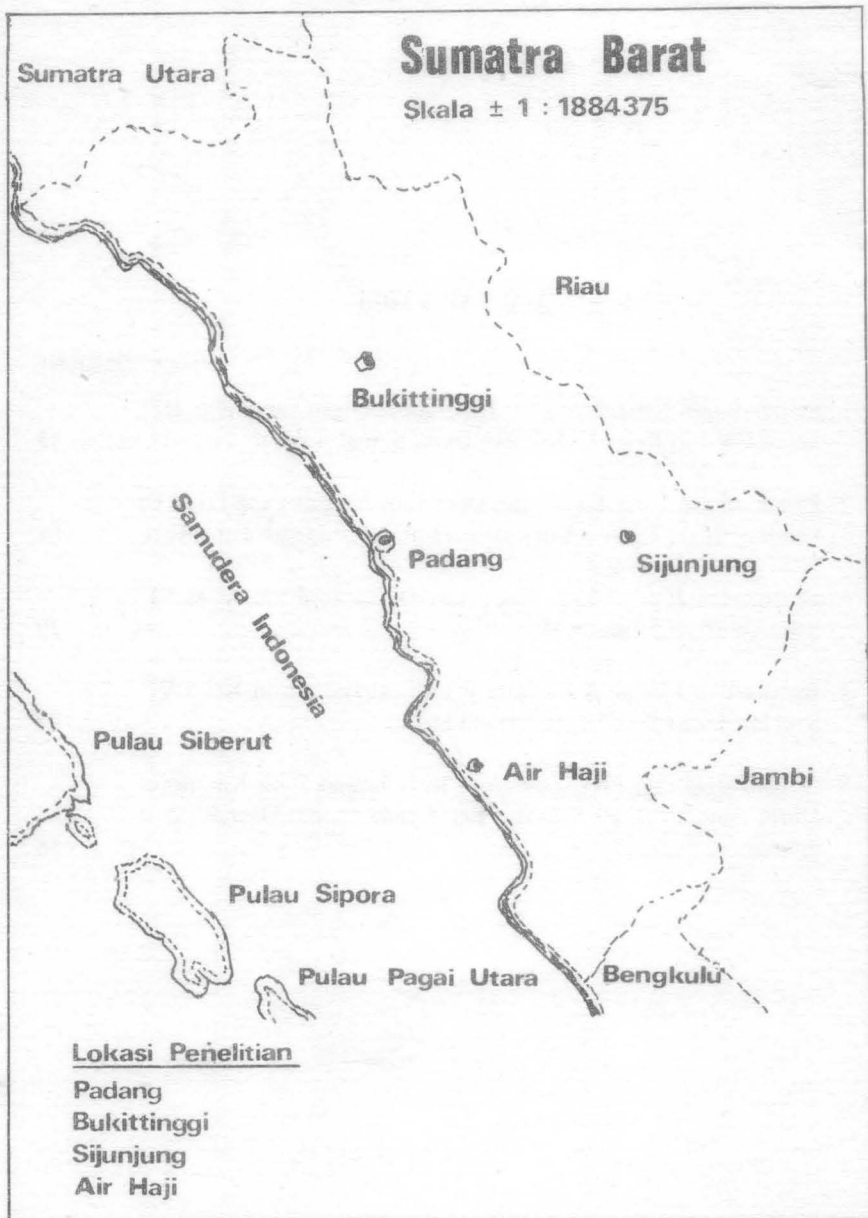 Sumatra Barat
Skala ± 1 : 1884375
Sumatra Utara
Riau
Bukittinggi
Padang
Sijunjung
Samudera Indonesia
Pulau Siberut
Air Haji
Jambi
Pulau Sipora
Pulau Pagai Utara
Bengkulu
Lokasi Penelitian
Padang
Bukittinggi
Sijunjung
Air Haji